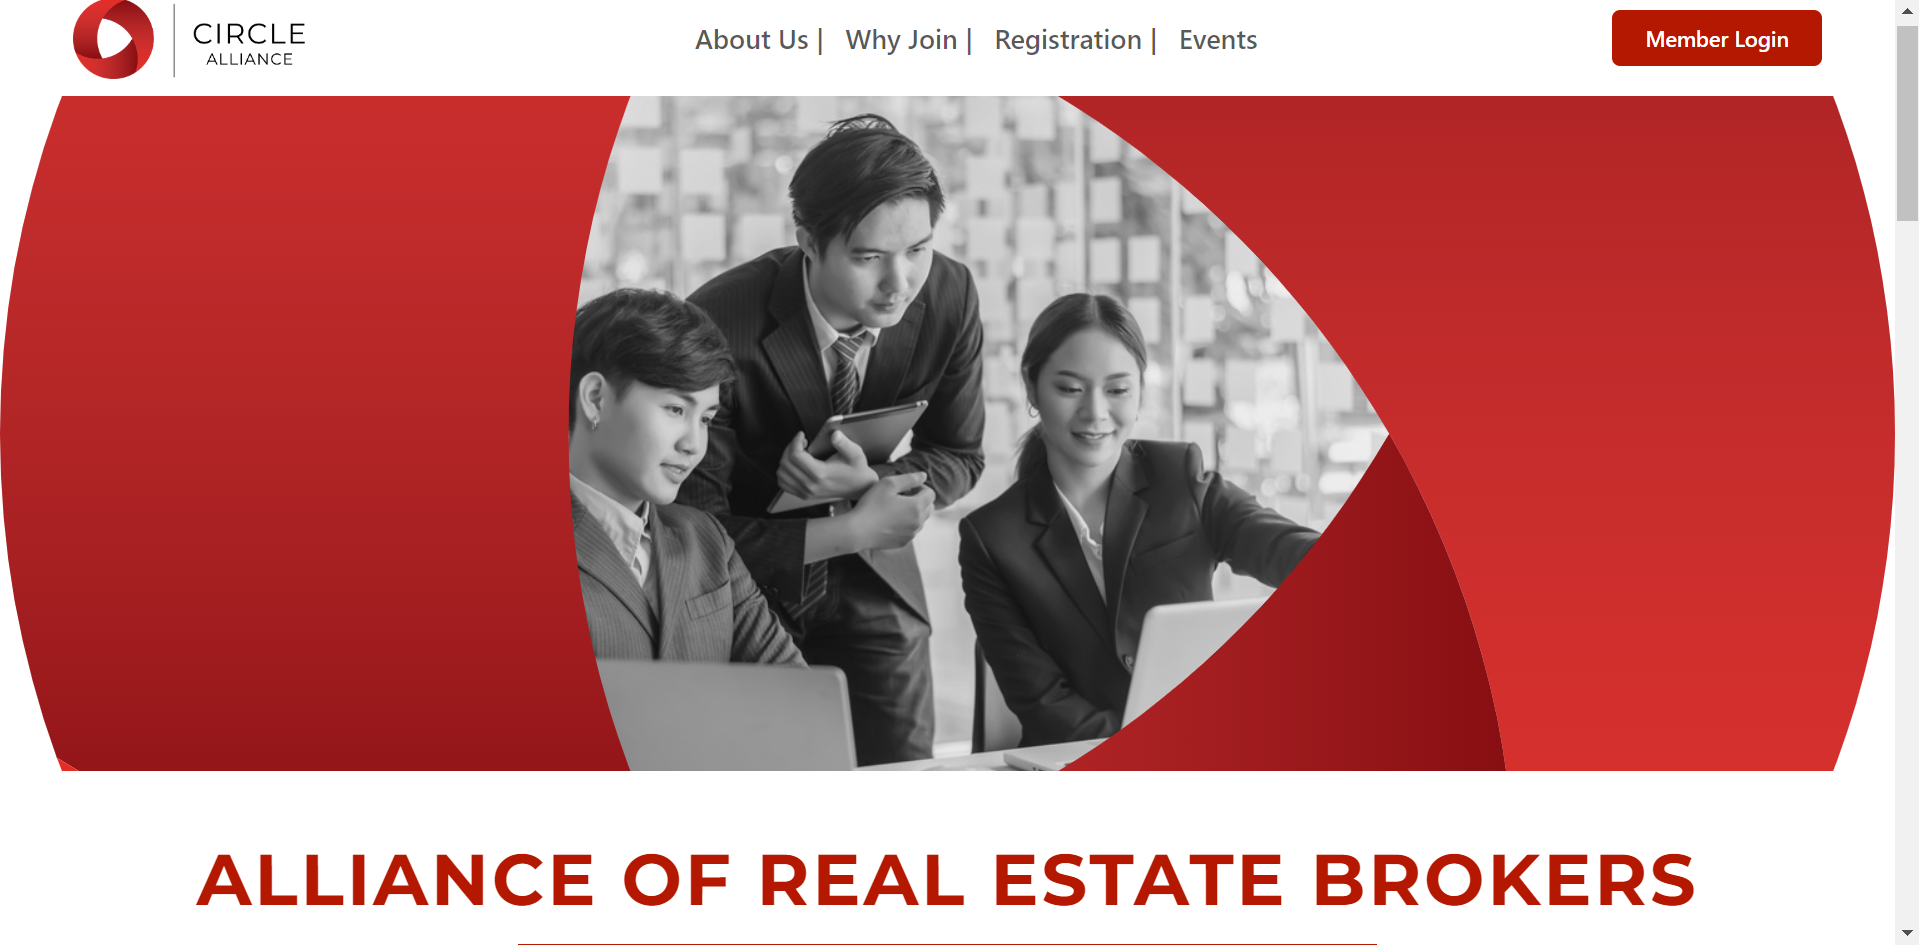 CIRCLE
ALLIANCE
About Us | Why Join | Registration | Events
Member Login
ALLIANCE OF REAL ESTATE BROKERS